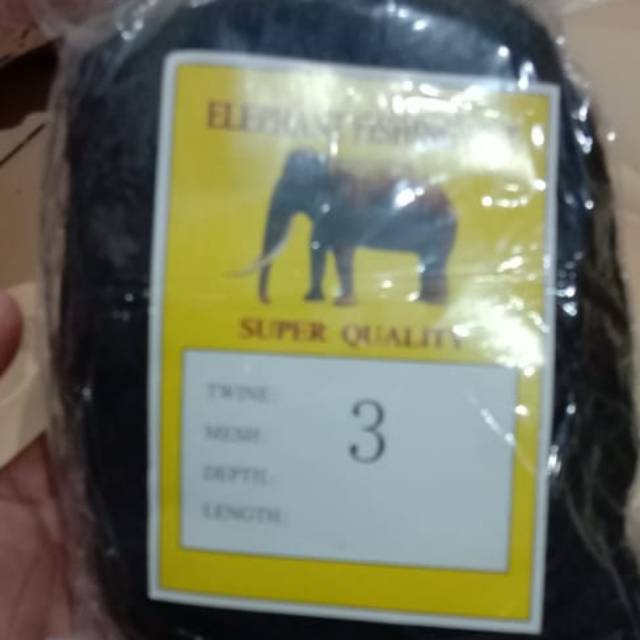 ELEPHANT FISHING
SUPER QUALITY
TWINE:
MESH: 3
DEPTH:
LENGTH: